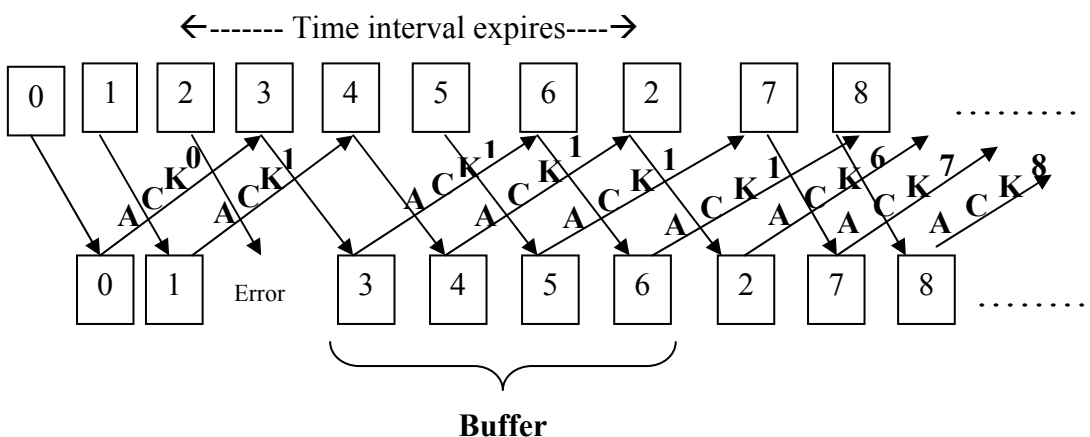 ←------- Time interval expires----→
0 1 2 3 4 5 6 2 7 8 .........
ACK0 ACK1 ACK1 ACK1 ACK1 ACK1 ACK6 ACK7 ACK8
0 1 Error 3 4 5 6 2 7 8 ........
Buffer